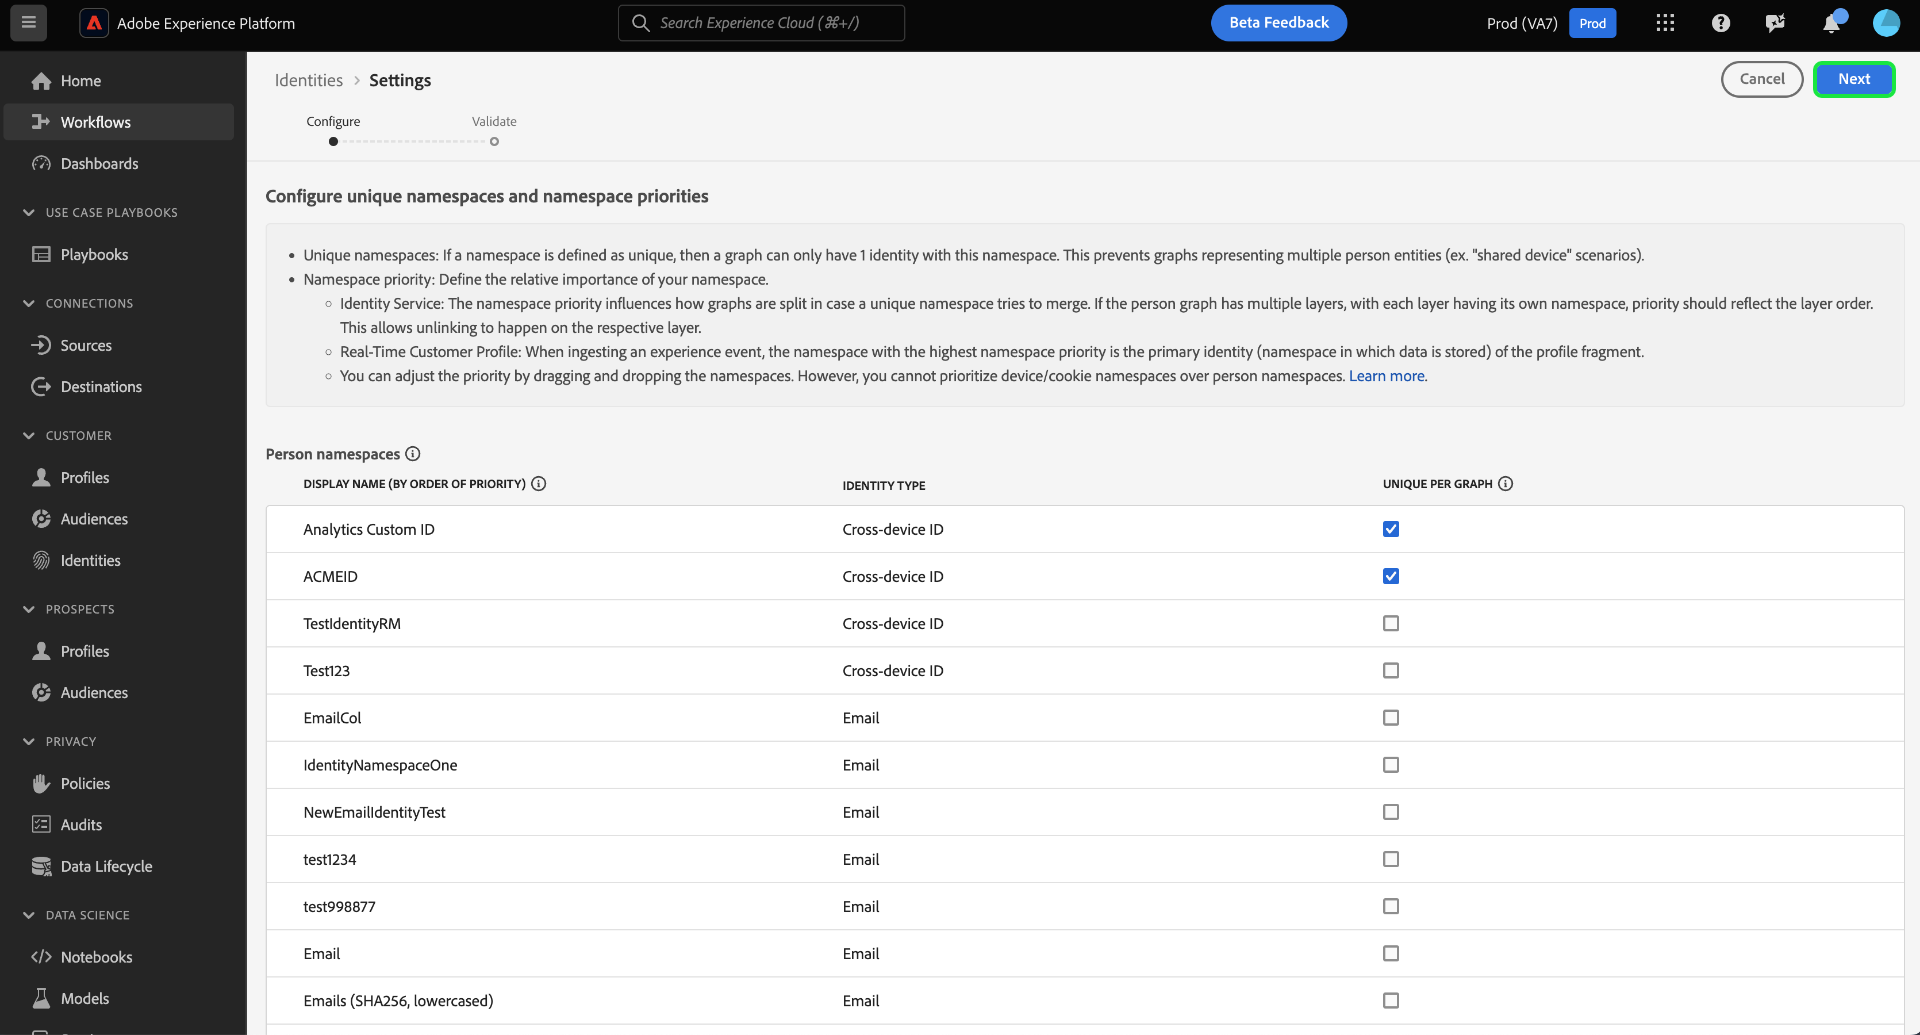 Adobe Experience Platform
Search Experience Cloud (⌘+/)
Beta Feedback
Prod (VA7)
Prod
Home
Workflows
Dashboards
USE CASE PLAYBOOKS
Playbooks
CONNECTIONS
Sources
Destinations
CUSTOMER
Profiles
Audiences
Identities
PROSPECTS
Profiles
Audiences
PRIVACY
Policies
Audits
Data Lifecycle
DATA SCIENCE
Notebooks
Models
Identities > Settings
Cancel
Next
Configure
Validate
Configure unique namespaces and namespace priorities
• Unique namespaces: If a namespace is defined as unique, then a graph can only have 1 identity with this namespace. This prevents graphs representing multiple person entities (ex. "shared device" scenarios).
• Namespace priority: Define the relative importance of your namespace.
◦ Identity Service: The namespace priority influences how graphs are split in case a unique namespace tries to merge. If the person graph has multiple layers, with each layer having its own namespace, priority should reflect the layer order.
This allows unlinking to happen on the respective layer.
◦ Real-Time Customer Profile: When ingesting an experience event, the namespace with the highest namespace priority is the primary identity (namespace in which data is stored) of the profile fragment.
◦ You can adjust the priority by dragging and dropping the namespaces. However, you cannot prioritize device/cookie namespaces over person namespaces. Learn more.
Person namespaces
DISPLAY NAME (BY ORDER OF PRIORITY) IDENTITY TYPE UNIQUE PER GRAPH
Analytics Custom ID Cross-device ID
ACMEID Cross-device ID
TestIdentityRM Cross-device ID
Test123 Cross-device ID
EmailCol Email
IdentityNamespaceOne Email
NewEmailIdentityTest Email
test1234 Email
test998877 Email
Email Email
Emails (SHA256, lowercased) Email